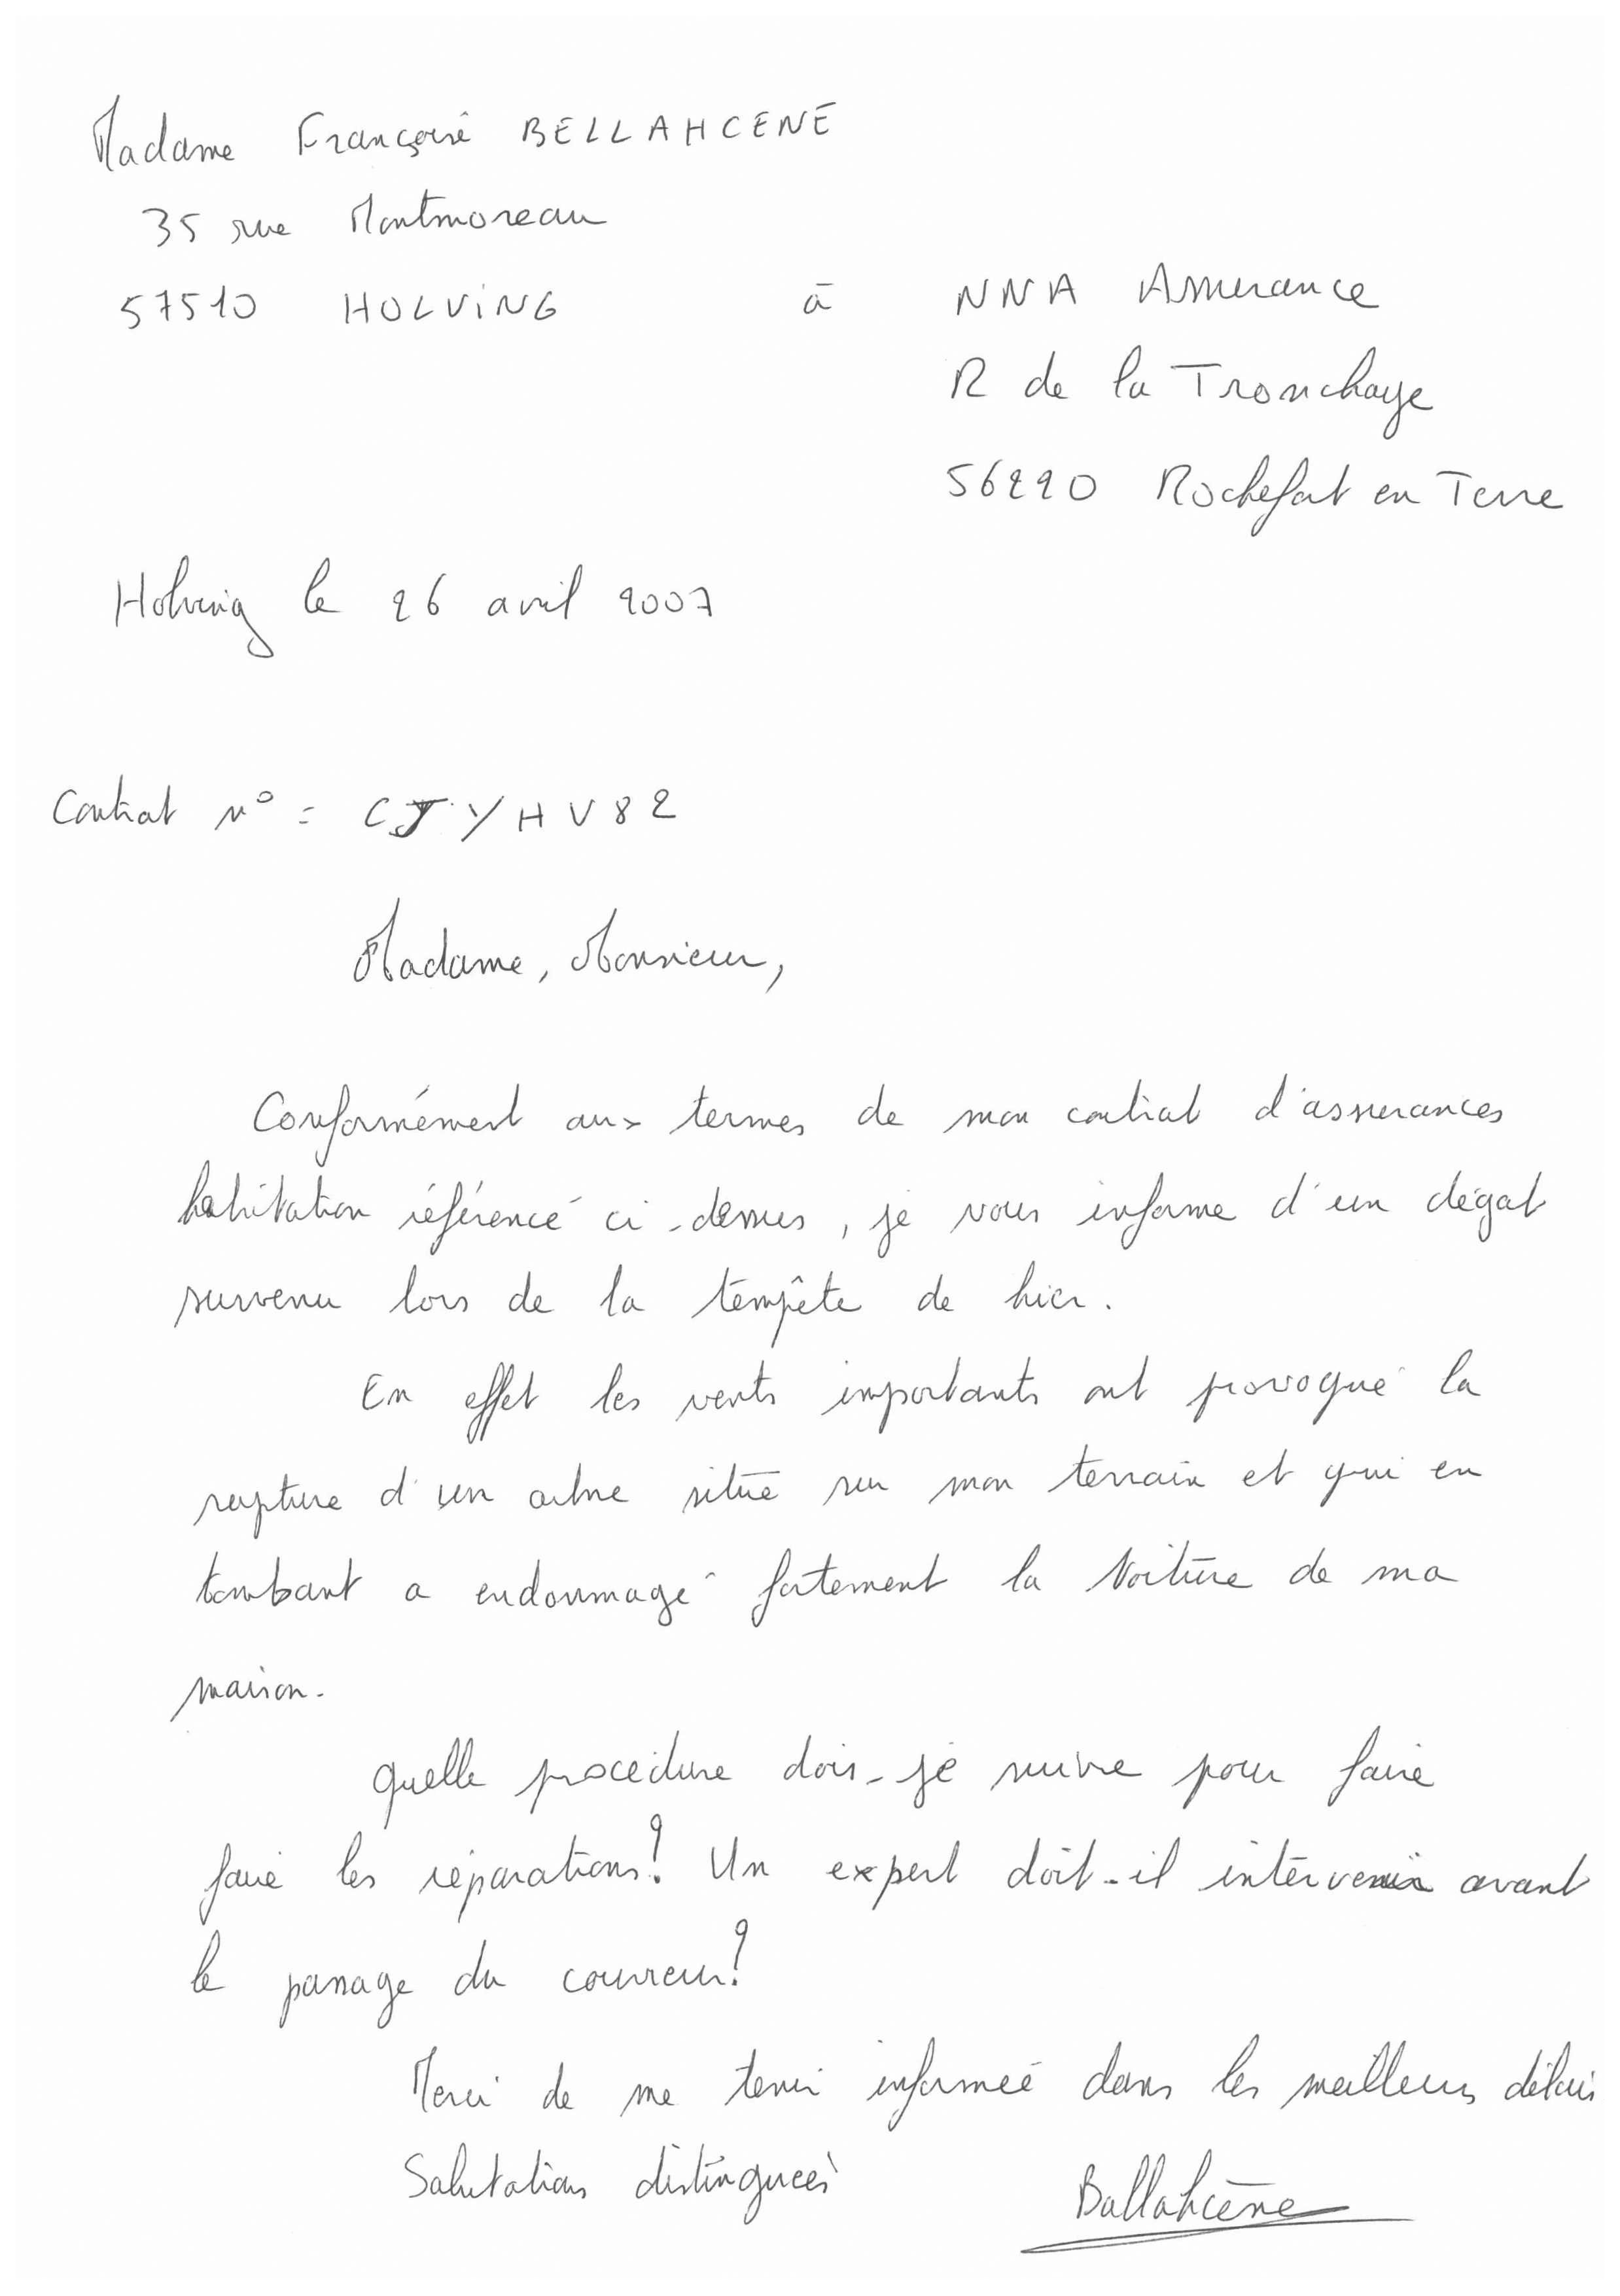 Madame Françoise BELLAHCENE
35 rue Montmoreau
57510 HOLVING à NNA Assurance
R de la Tronchaye
56220 Rochefort en Terre
Holving le 26 avril 2007
Contrat n° = CJYHV82
Madame, Monsieur,
Conformément aux termes de mon contrat d'assurances
habitation référencé ci-dessus, je vous informe d'un dégat
survenu lors de la tempête de hier.
En effet les vents importants ont provoqué la
rupture d'un arbre situé sur mon terrain et qui en
tombant a endommagé fortement la toiture de ma
maison.
Quelle procédure dois-je suivre pour faire
faire les réparations? Un expert doit-il intervenir avant
le passage du couvreur?
Merci de me tenir informée dans les meilleurs délais
Salutations distinguées Bellahcène